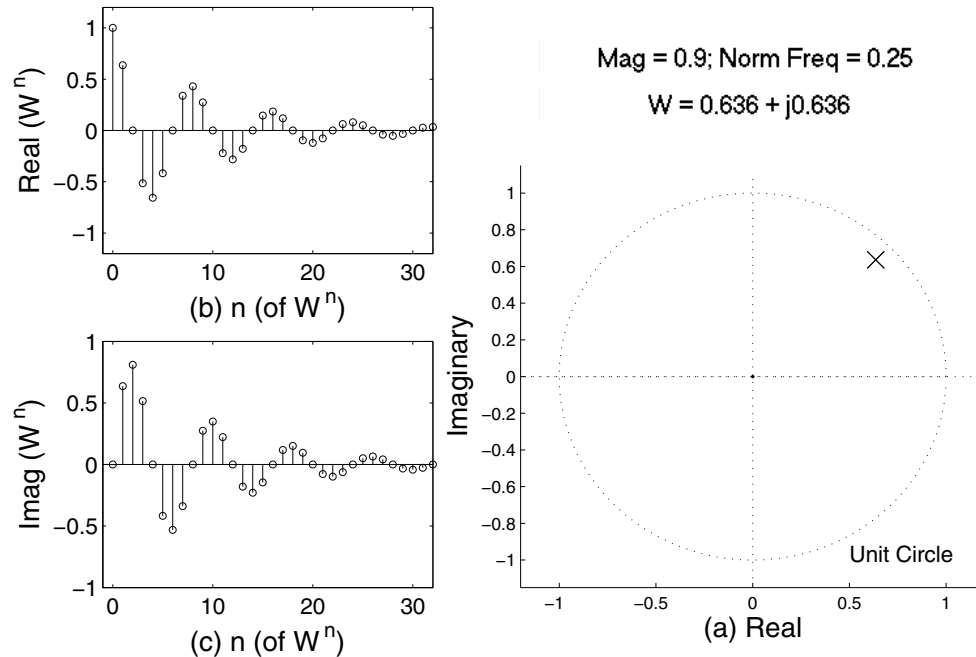 1
0.5
0
−0.5
−1
Real (W^n)
0 10 20 30
(b) n (of W^n)
1
0.5
0
−0.5
−1
Imag (W^n)
0 10 20 30
(c) n (of W^n)
Mag = 0.9; Norm Freq = 0.25
W = 0.636 + j0.636
1
0.8
0.6
0.4
0.2
0
−0.2
−0.4
−0.6
−0.8
−1
Imaginary
Unit Circle
−1 −0.5 0 0.5 1
(a) Real